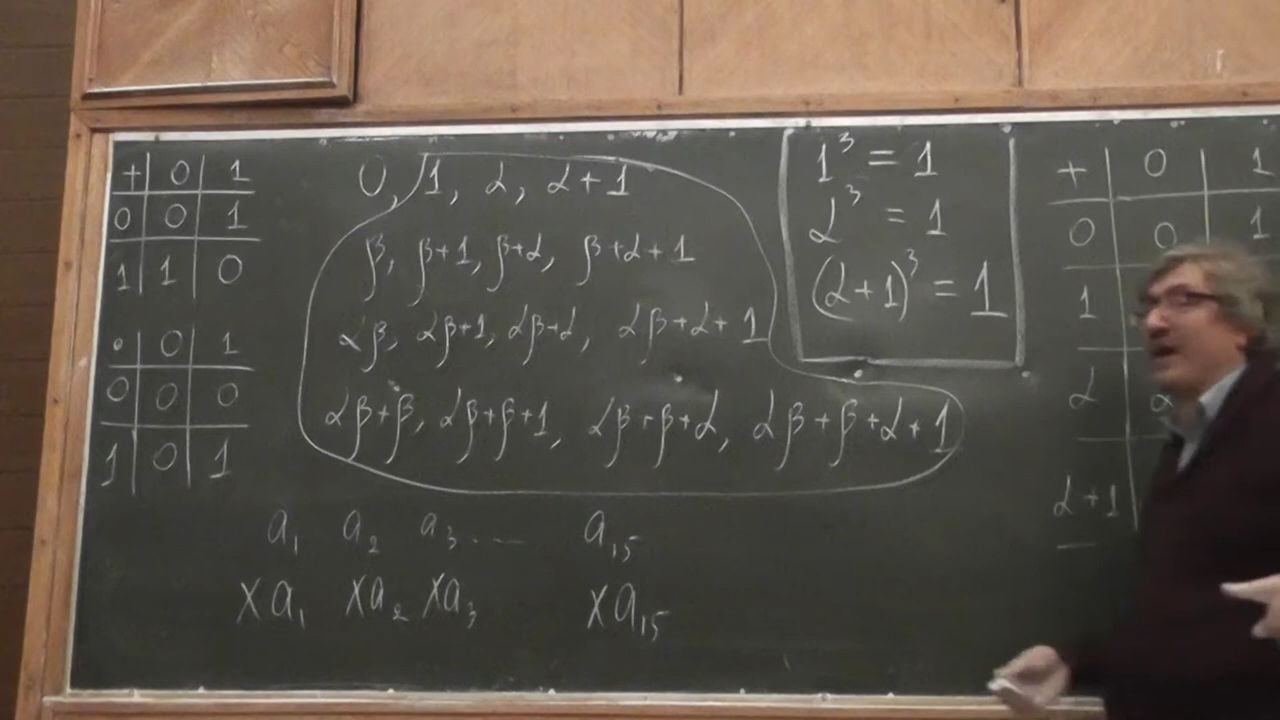 + 0 1
0 0 1
1 1 0
· 0 1
0 0 0
1 0 1
0, 1, α, α+1
β, β+1, β+α, β+α+1
αβ, αβ+1, αβ+α, αβ+α+1
αβ+β, αβ+β+1, αβ+β+α, αβ+β+α+1
a₁ a₂ a₃ .... a₁₅
xa₁ xa₂ xa₃ xa₁₅
1³ = 1
α³ = 1
(α+1)³ = 1
+ 0 1
0 0 1
1
α α
α+1